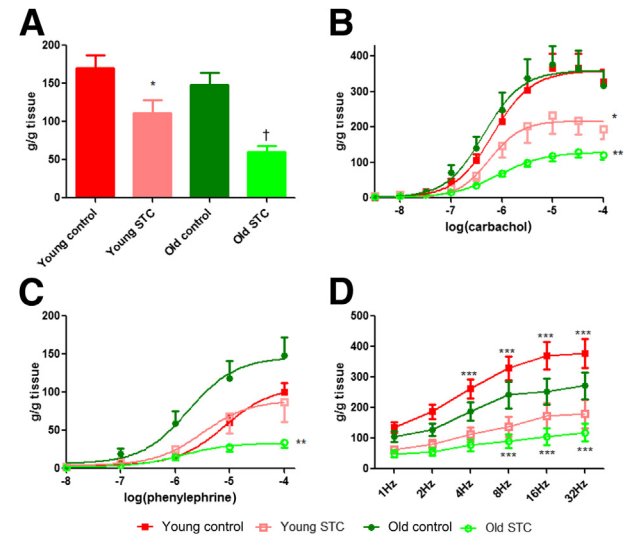 A
g/g tissue
200
150
100
50
0
*
†
Young control
Young STC
Old control
Old STC
B
g/g tissue
400
300
200
100
0
*
**
-8 -7 -6 -5 -4
log(carbachol)
C
g/g tissue
200
150
100
50
0
**
-8 -7 -6 -5 -4
log(phenylephrine)
D
g/g tissue
500
400
300
200
100
0
*** *** *** ***
*** *** ***
1Hz 2Hz 4Hz 8Hz 16Hz 32Hz
Young control Young STC Old control Old STC